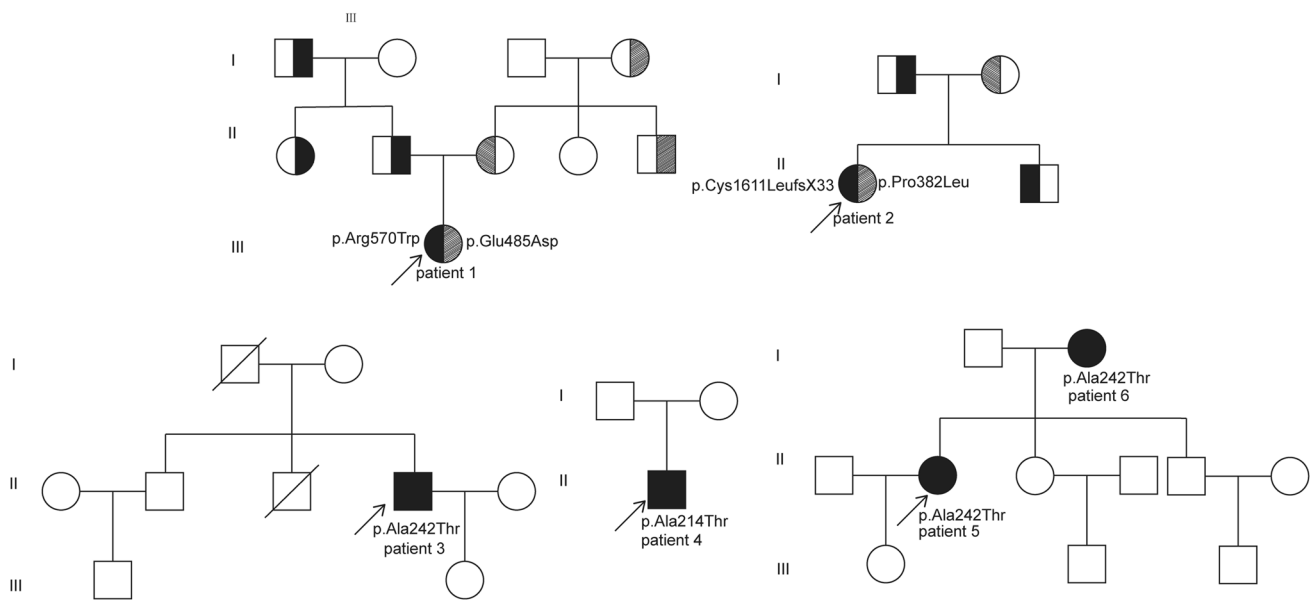 III
I
II
III
p.Arg570Trp
p.Glu485Asp
patient 1
I
II
p.Cys1611LeufsX33
p.Pro382Leu
patient 2
I
II
III
p.Ala242Thr
patient 3
I
II
p.Ala214Thr
patient 4
I
II
III
p.Ala242Thr
patient 6
p.Ala242Thr
patient 5